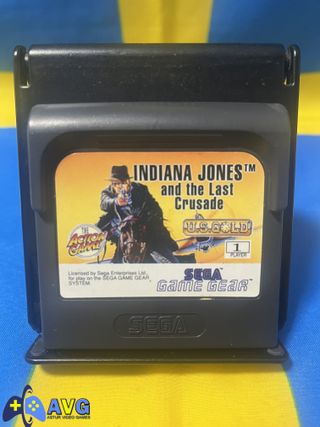 INDIANA JONES™
and the Last
Crusade
THE
ACTION
GAME
U.S. GOLD
1
PLAYER
Licensed by Sega Enterprises Ltd.,
for play on the SEGA GAME GEAR
SYSTEM.
SEGA
GAME GEAR™
SEGA
AVG
ASTUR VIDEO GAMES